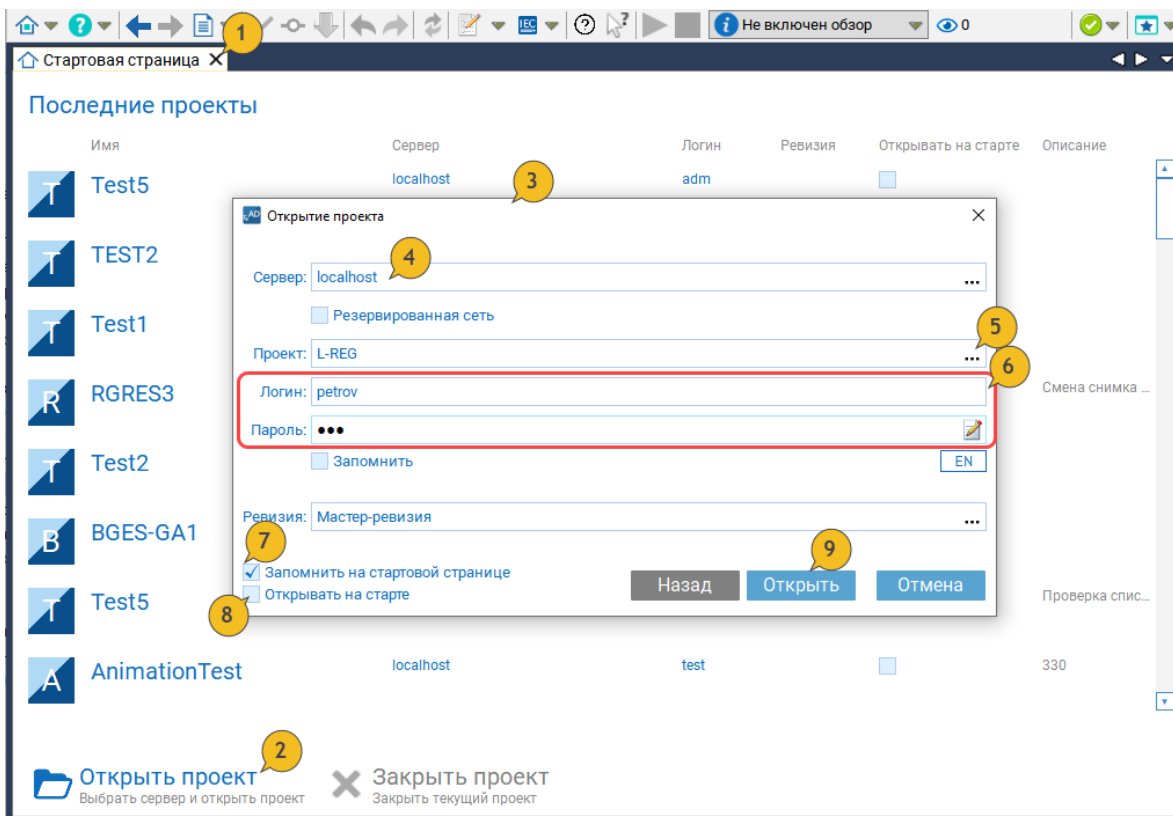 IEC
Не включен обзор
0
1
Стартовая страница
Последние проекты
Имя Сервер Логин Ревизия Открывать на старте Описание
T Test5 localhost adm
3
AD Открытие проекта
T TEST2
4
Сервер: localhost ...
Резервированная сеть
T Test1
5
Проект: L-REG ...
6
R RGRES3 Смена снимка ...
Логин: petrov
Пароль: ●●●
T Test2
Запомнить EN
Ревизия: Мастер-ревизия ...
B BGES-GA1
7
9
Запомнить на стартовой странице
Назад Открыть Отмена
Открывать на старте
8
T Test5 Проверка спис...
A AnimationTest localhost test 330
2
Открыть проект
Выбрать сервер и открыть проект
Закрыть проект
Закрыть текущий проект